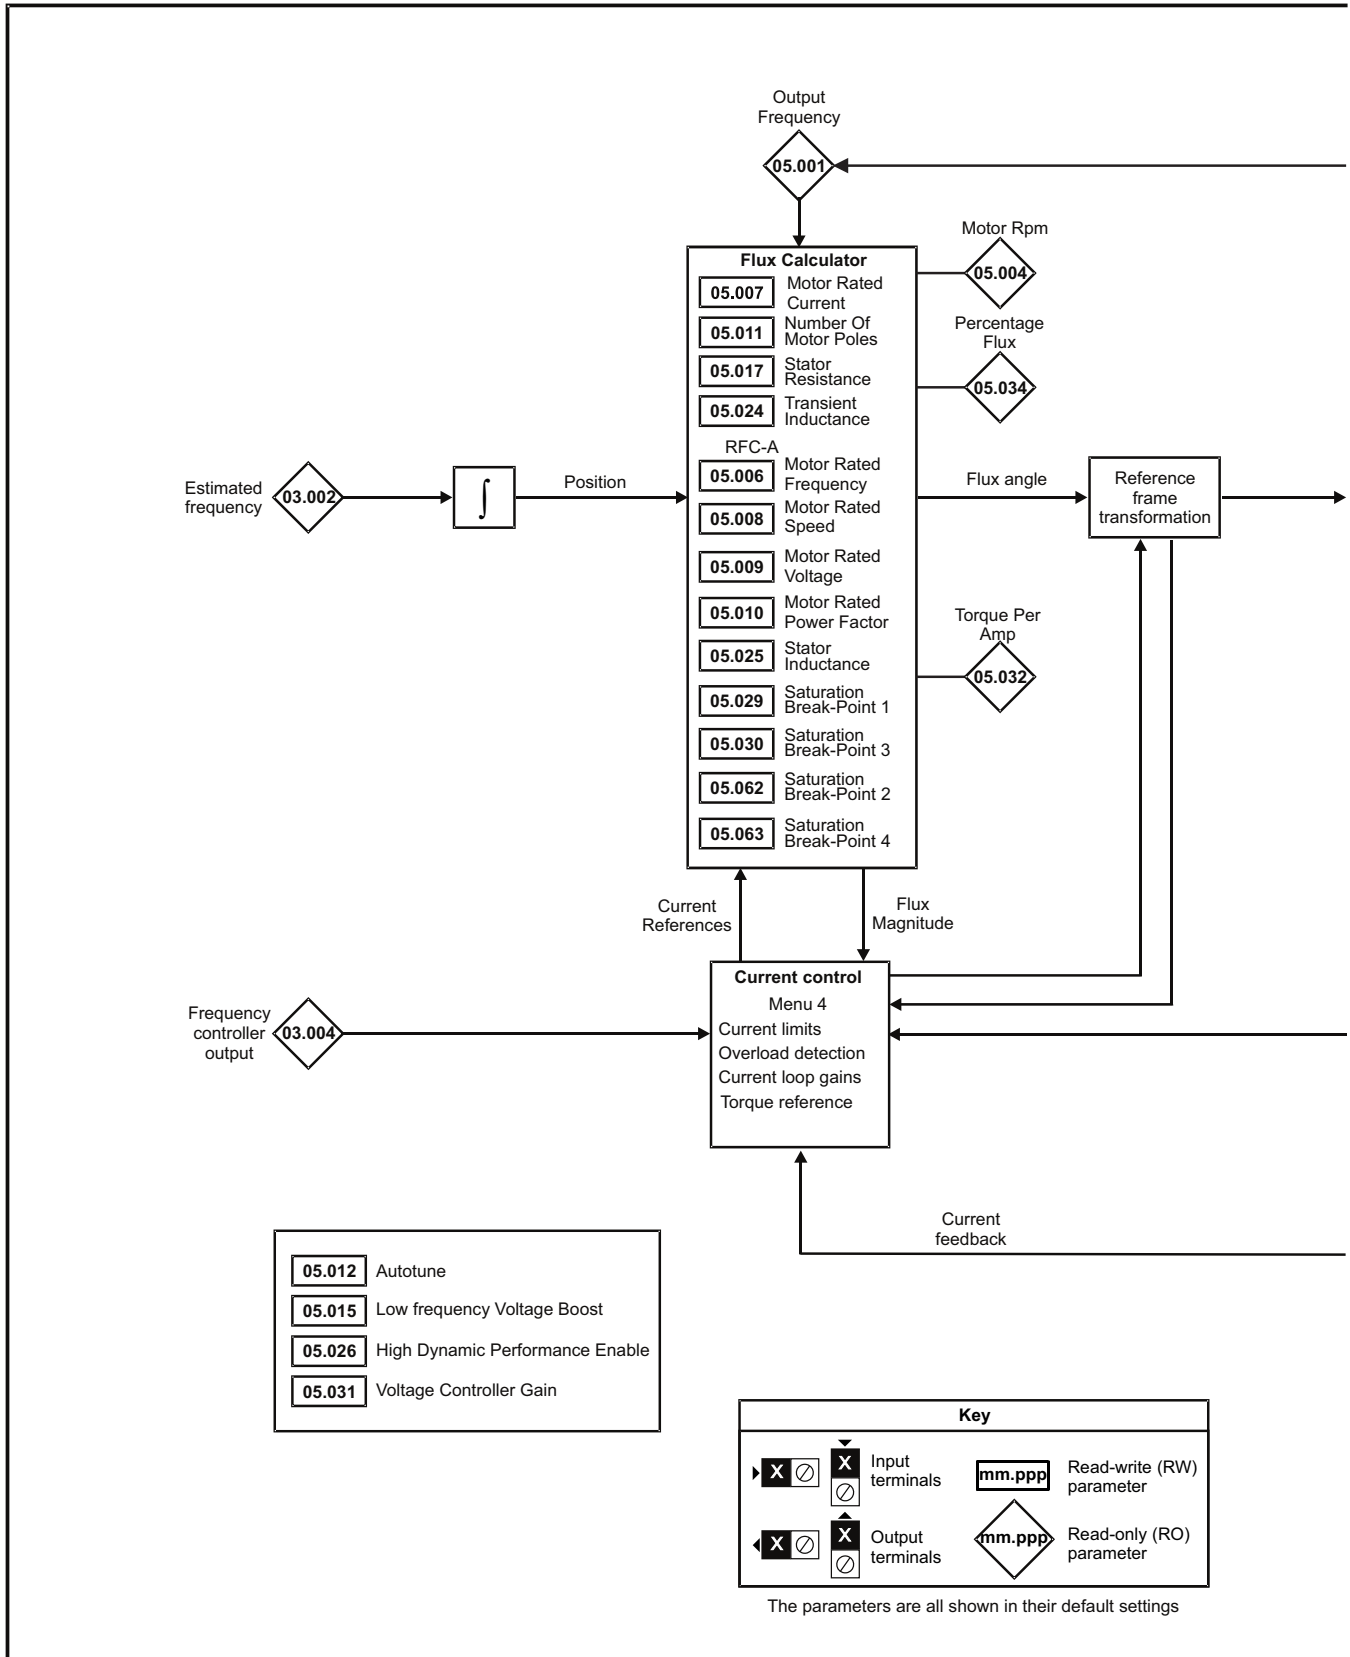 Output
Frequency
05.001
Motor Rpm
05.004
Percentage
Flux
05.034
Flux Calculator
05.007 Motor Rated
Current
05.011 Number Of
Motor Poles
05.017 Stator
Resistance
05.024 Transient
Inductance
RFC-A
05.006 Motor Rated
Frequency
05.008 Motor Rated
Speed
05.009 Motor Rated
Voltage
05.010 Motor Rated
Power Factor
05.025 Stator
Inductance
05.029 Saturation
Break-Point 1
05.030 Saturation
Break-Point 3
05.062 Saturation
Break-Point 2
05.063 Saturation
Break-Point 4
Estimated
frequency
03.002
∫
Position
Flux angle
Reference
frame
transformation
Torque Per
Amp
05.032
Current
References
Flux
Magnitude
Frequency
controller
output
03.004
Current control
Menu 4
Current limits
Overload detection
Current loop gains
Torque reference
Current
feedback
05.012 Autotune
05.015 Low frequency Voltage Boost
05.026 High Dynamic Performance Enable
05.031 Voltage Controller Gain
Key
X X Input
terminals
mm.ppp Read-write (RW)
parameter
X X Output
terminals
mm.ppp Read-only (RO)
parameter
The parameters are all shown in their default settings